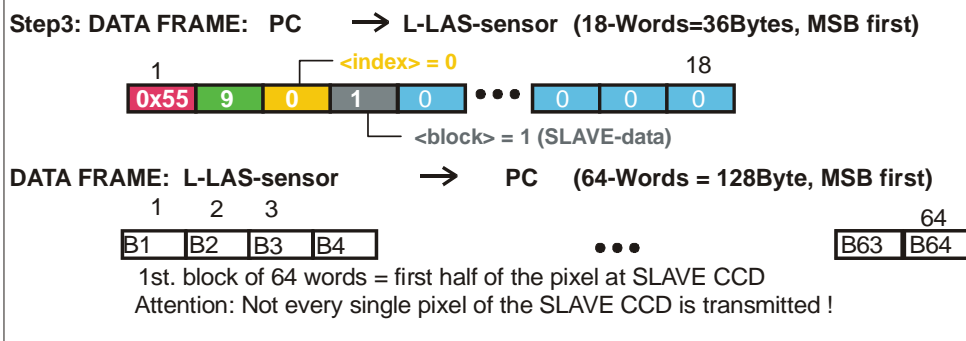 Step3: DATA FRAME: PC → L-LAS-sensor (18-Words=36Bytes, MSB first)
<index> = 0
1 18
0x55 9 0 1 0 ••• 0 0 0
<block> = 1 (SLAVE-data)
DATA FRAME: L-LAS-sensor → PC (64-Words = 128Byte, MSB first)
1 2 3 64
B1 B2 B3 B4 ••• B63 B64
1st. block of 64 words = first half of the pixel at SLAVE CCD
Attention: Not every single pixel of the SLAVE CCD is transmitted !